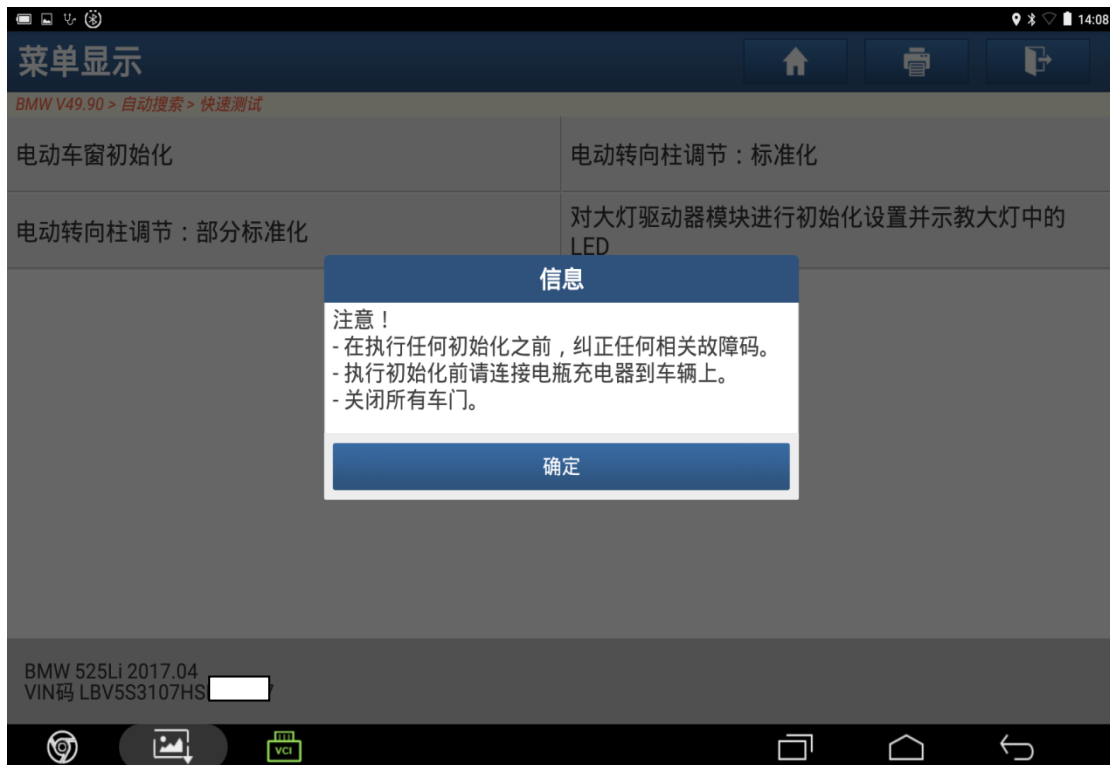 14:08
菜单显示
BMW V49.90 > 自动搜索 > 快速测试
电动车窗初始化
电动转向柱调节：标准化
电动转向柱调节：部分标准化
对大灯驱动器模块进行初始化设置并示教大灯中的
LED
信息
注意！
- 在执行任何初始化之前，纠正任何相关故障码。
- 执行初始化前请连接电瓶充电器到车辆上。
- 关闭所有车门。
确定
BMW 525Li 2017.04
VIN码 LBV5S3107HS
VCI